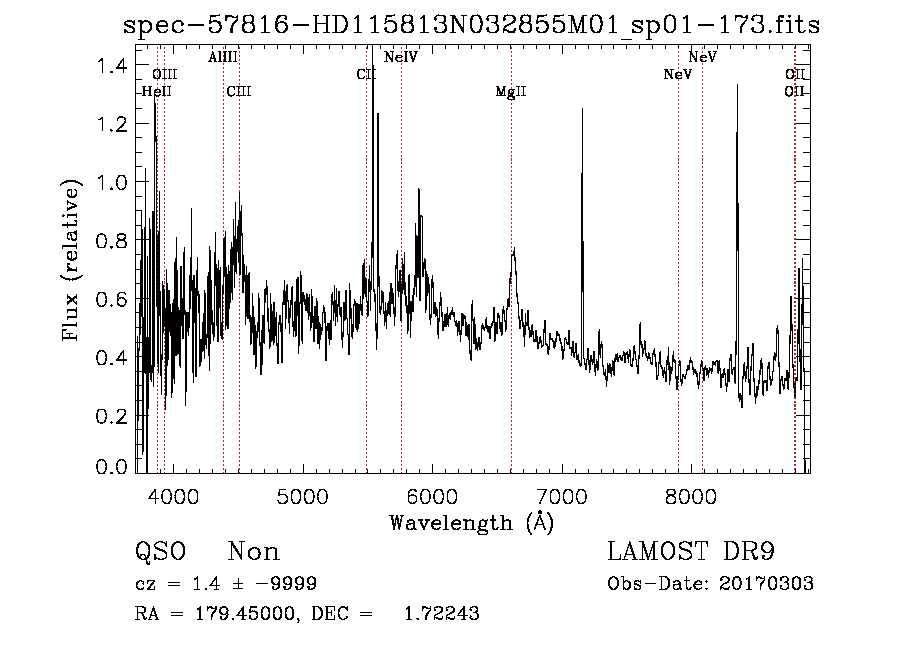 spec-57816-HD115813N032855M01_sp01-173.fits
AlIII NeIV NeV
OIII CII NeV OII
HeII CIII MgII OII
1.4
1.2
1.0
0.8
0.6
0.4
0.2
0.0
Flux (relative)
4000 5000 6000 7000 8000
Wavelength (Å)
QSO Non LAMOST DR9
cz = 1.4 ± -9999 Obs-Date: 20170303
RA = 179.45000, DEC = 1.72243